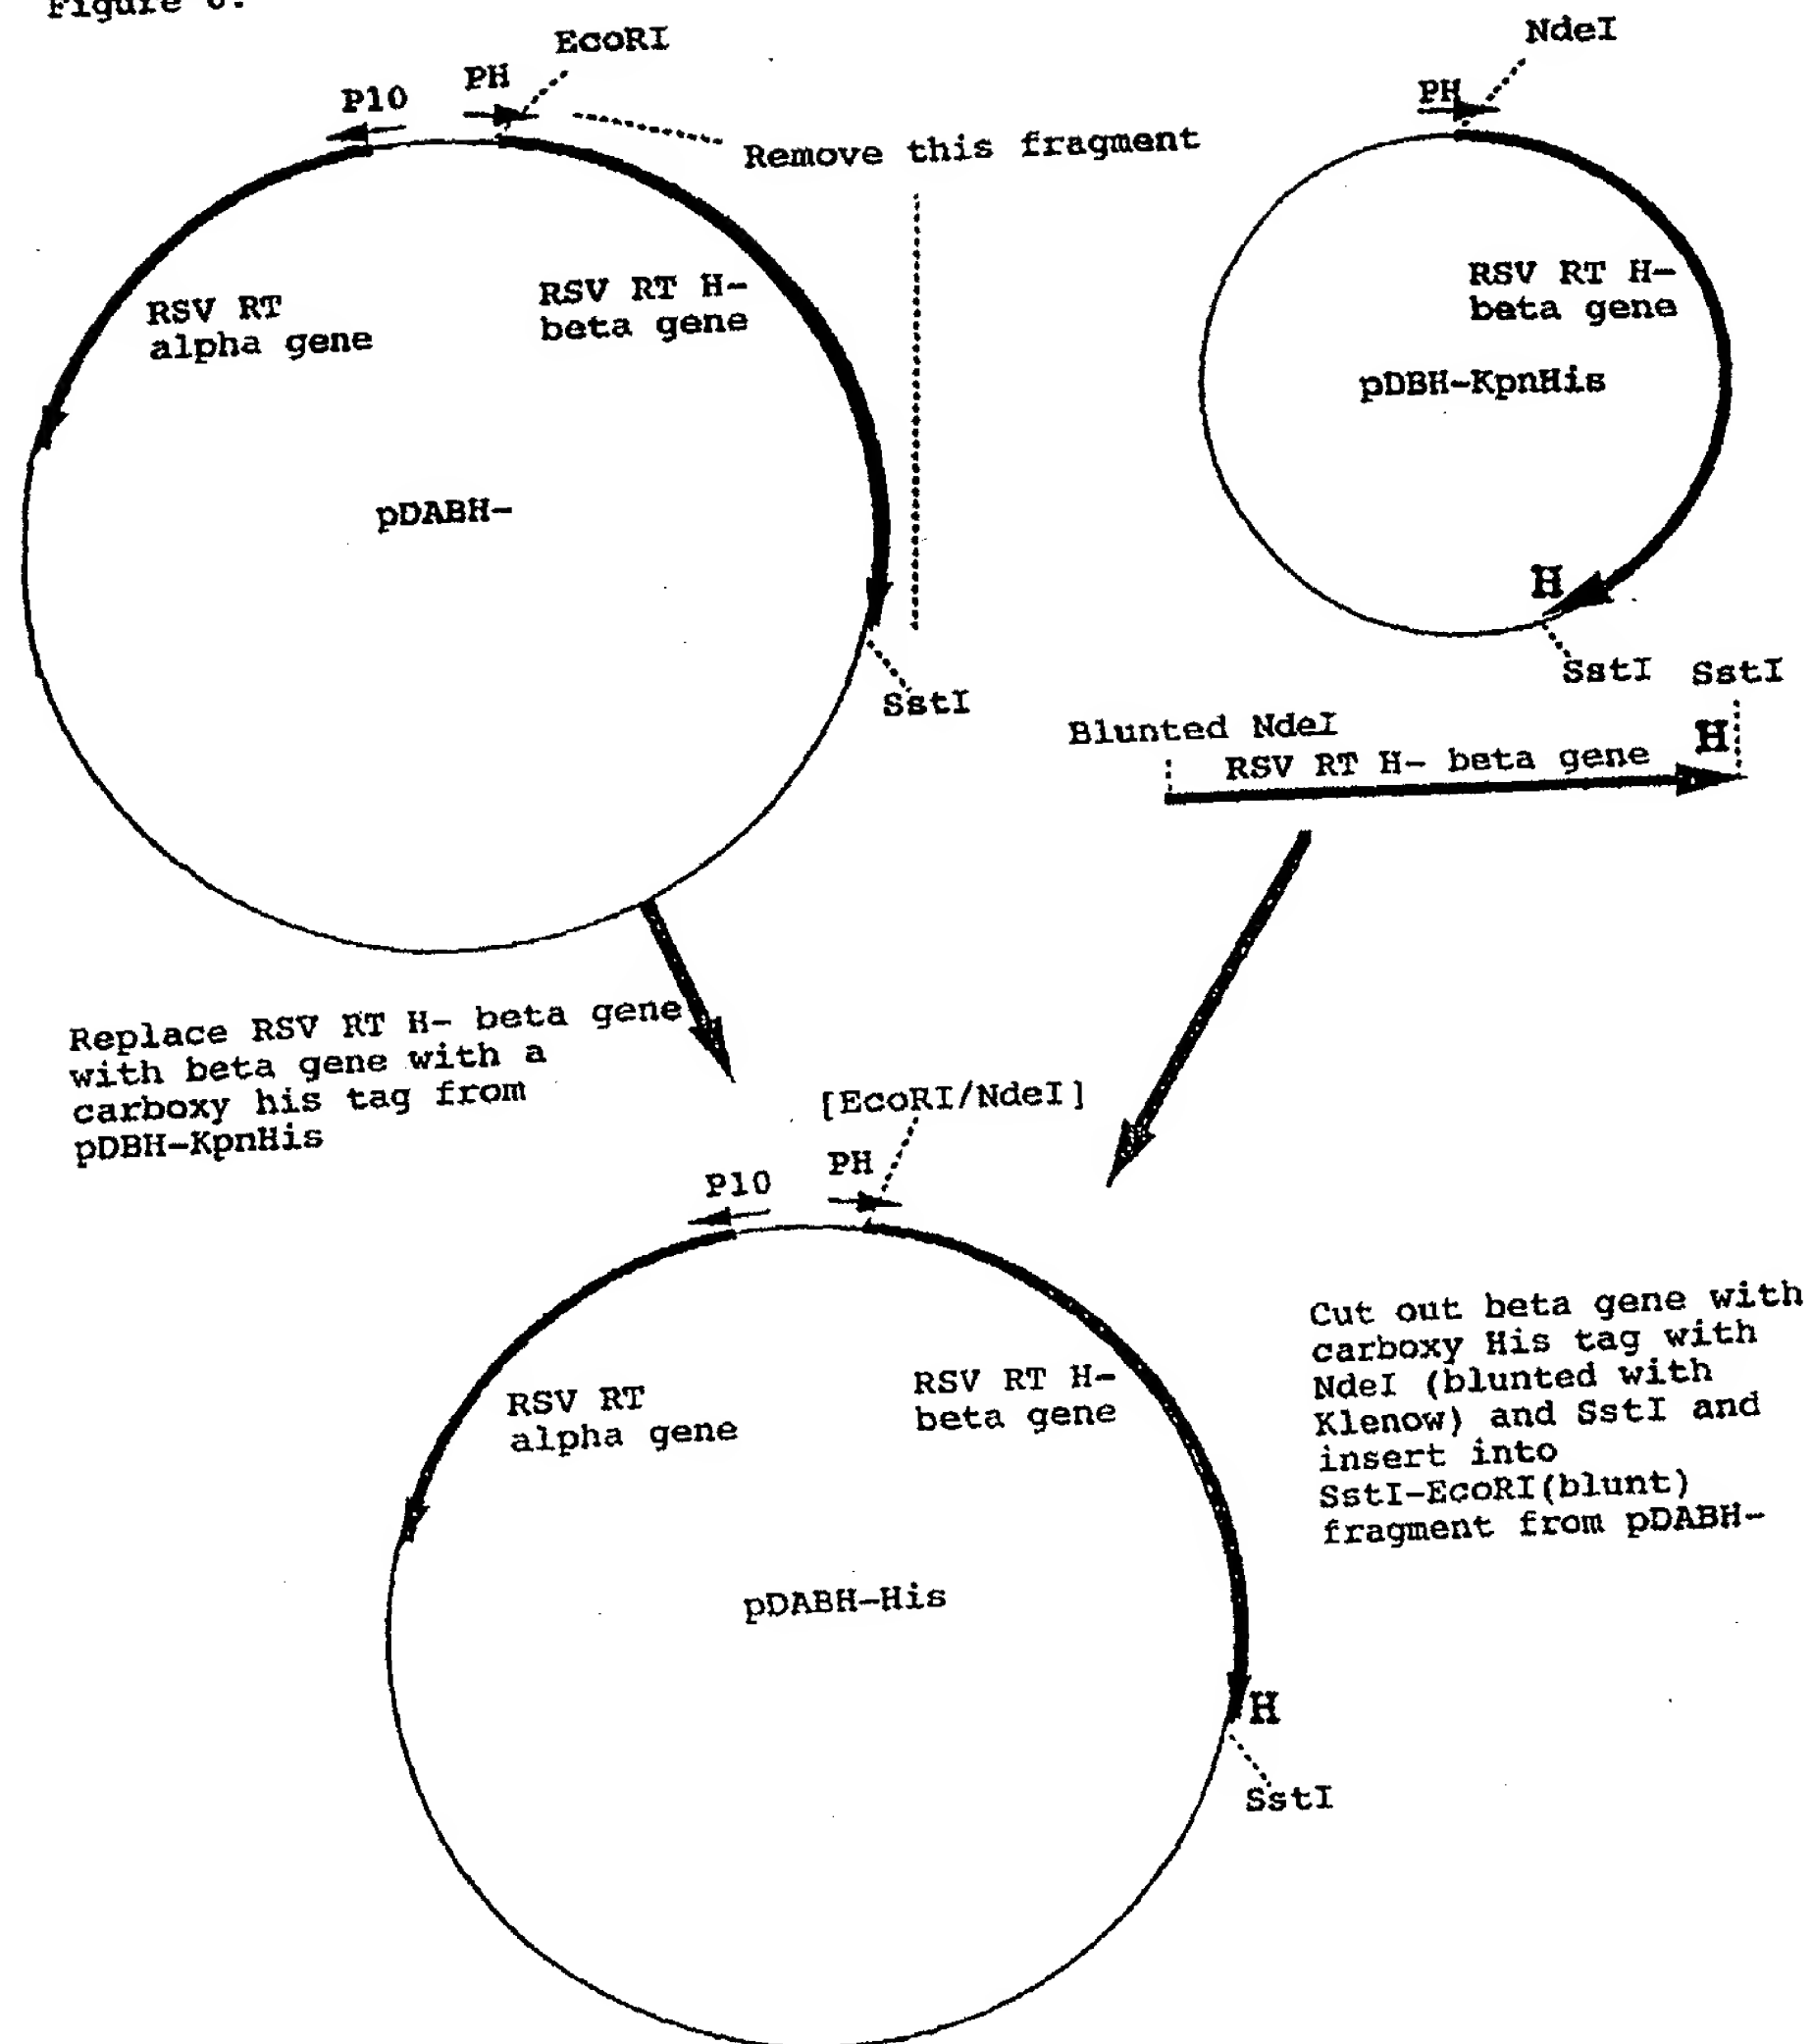 Figure 6.
EcoRI
PH
P10
Remove this fragment
RSV RT
alpha gene
RSV RT H-
beta gene
pDABH-
SstI
NdeI
PH
RSV RT H-
beta gene
pDBH-KpnHis
H
SstI
SstI
Blunted NdeI
H
RSV RT H- beta gene
Replace RSV RT H- beta gene
with beta gene with a
carboxy his tag from
pDBH-KpnHis
[EcoRI/NdeI]
PH
P10
RSV RT
alpha gene
RSV RT H-
beta gene
pDABH-His
H
SstI
Cut out beta gene with
carboxy His tag with
NdeI (blunted with
Klenow) and SstI and
insert into
SstI-EcoRI(blunt)
fragment from pDABH-